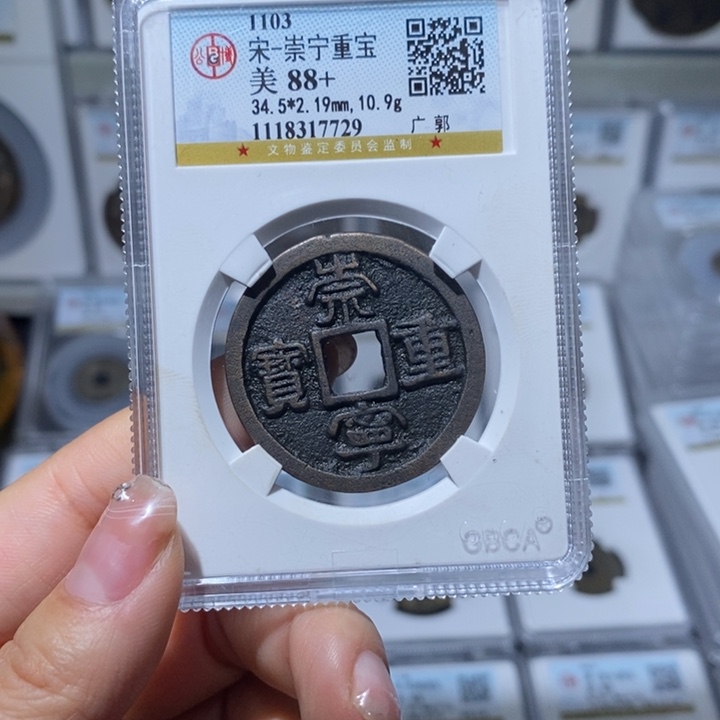 1103
宋-崇宁重宝
美 88+
34.5*2.19mm,10.9g
1118317729 广 郭
★ 文物鉴定委员会监制 ★
崇
寶 重
寧
GBCA